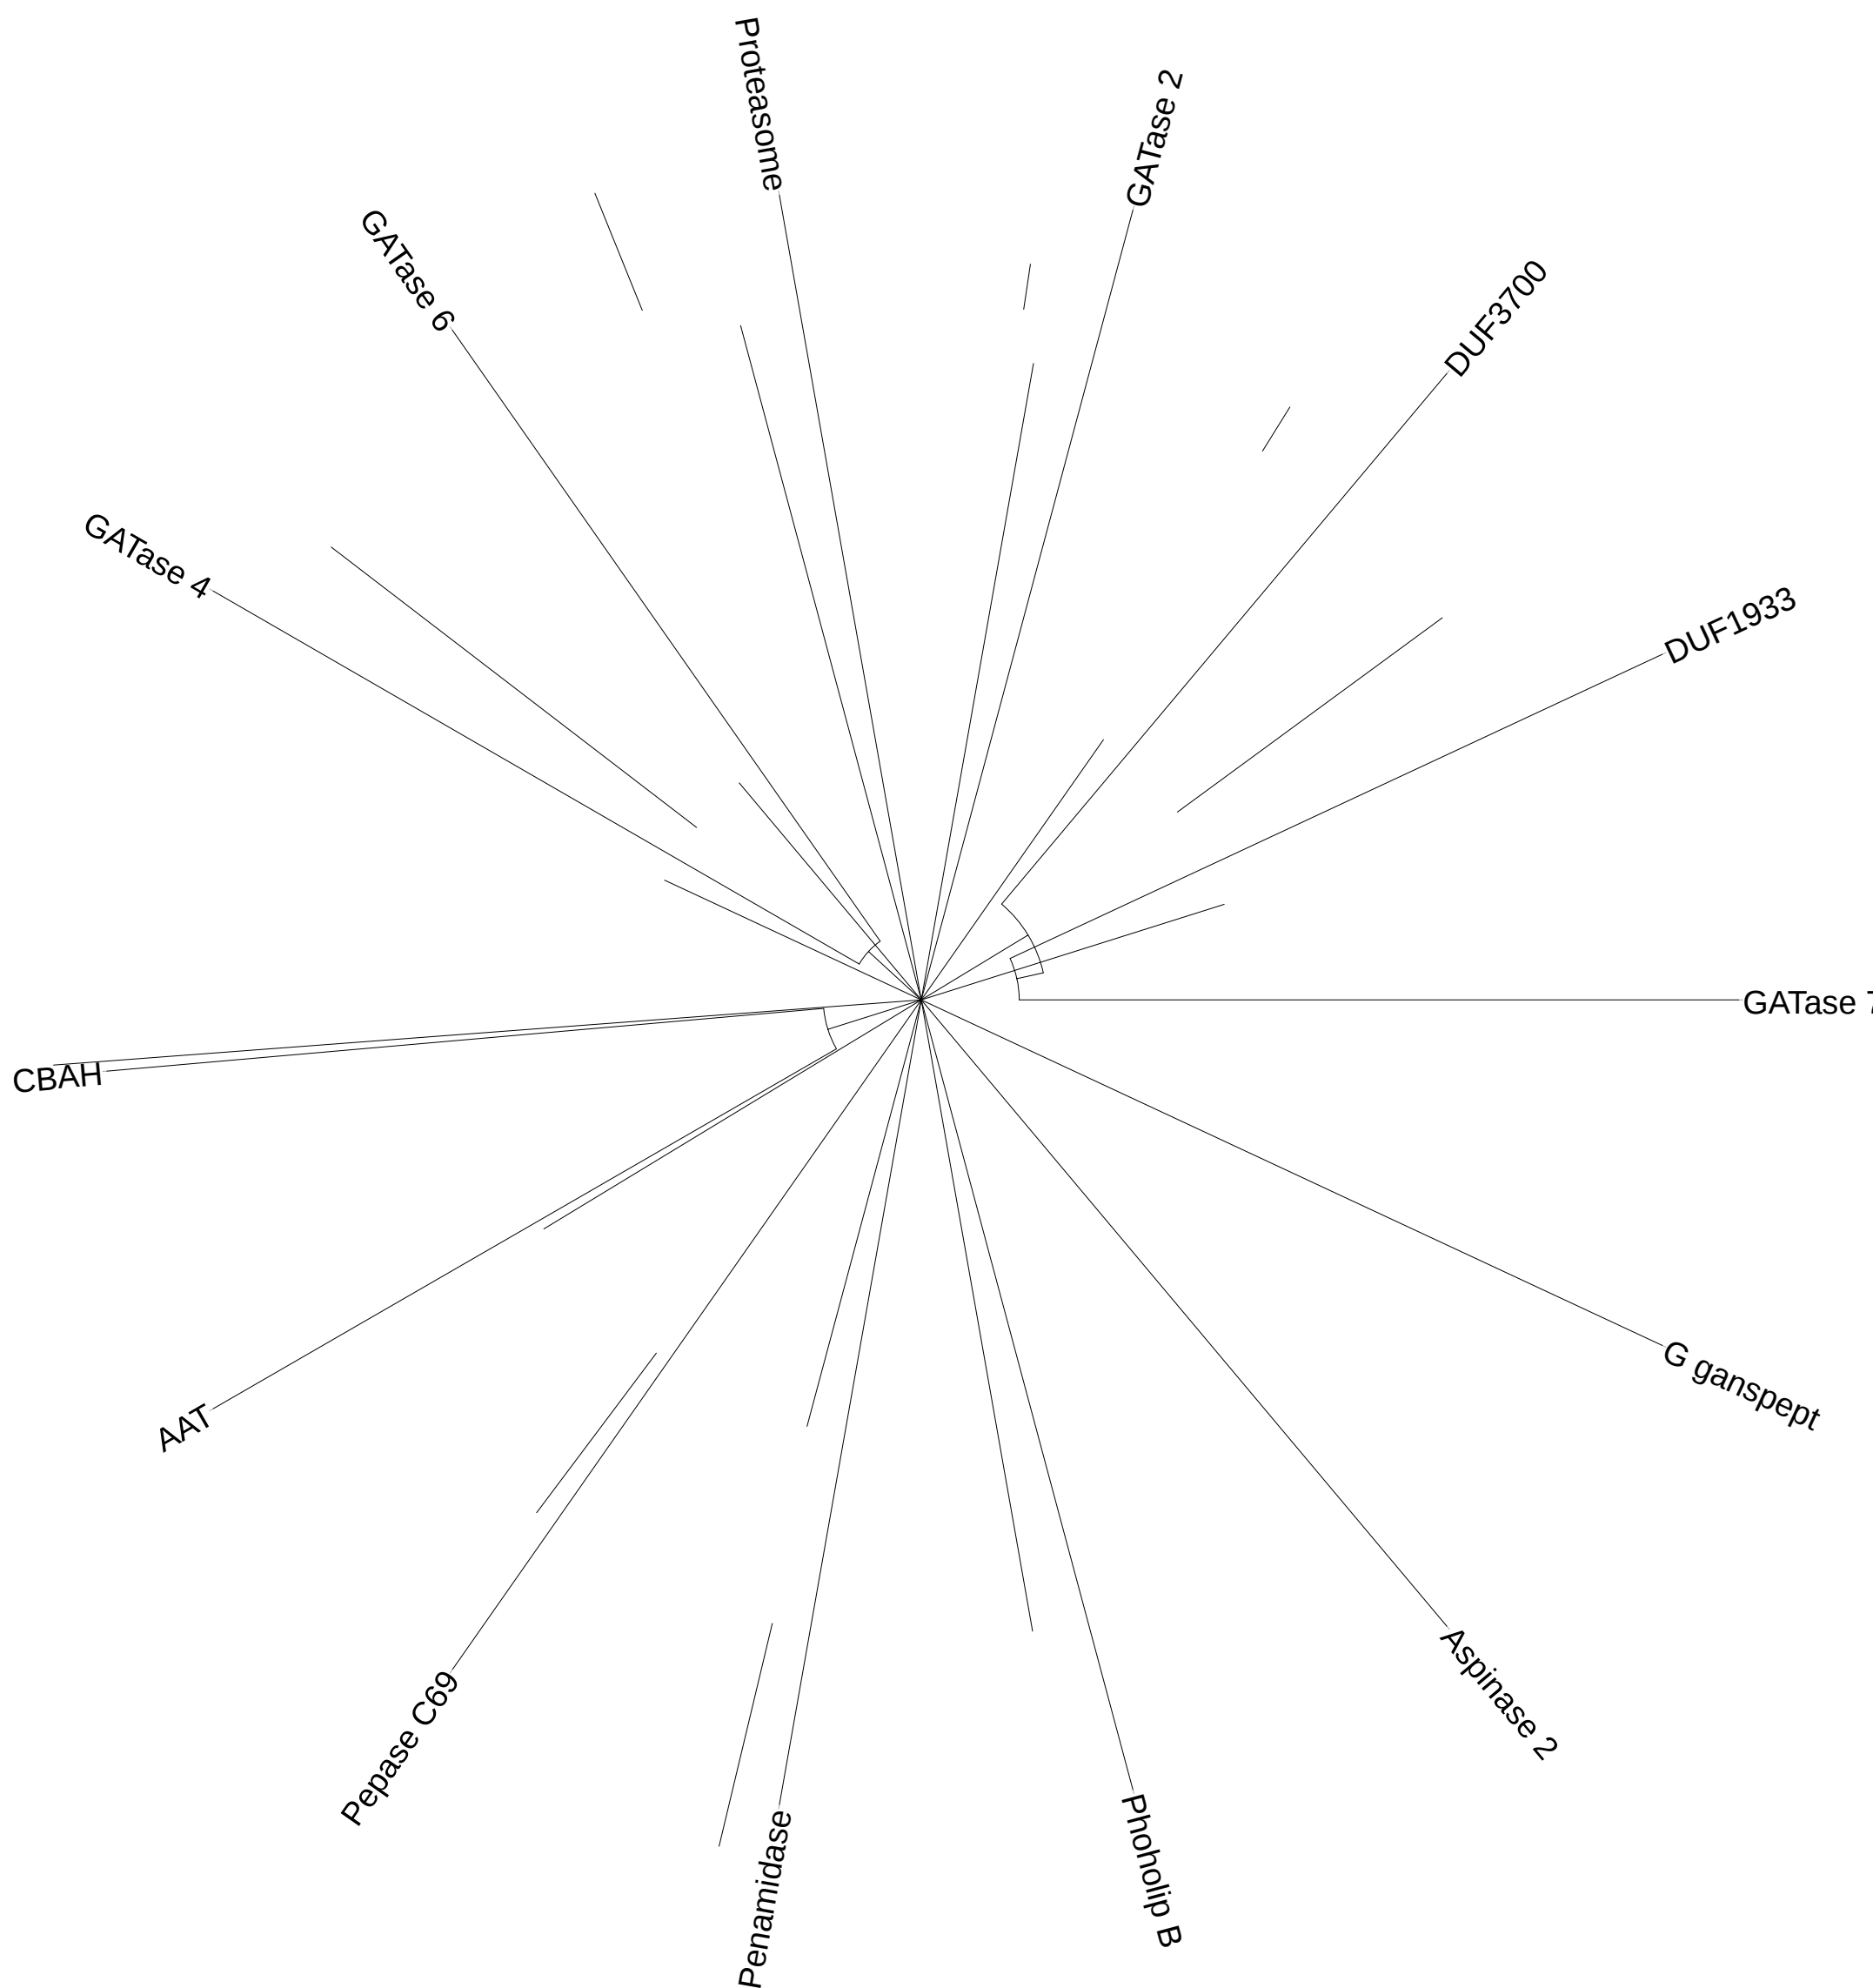 Proteasome
GATase 2
GATase 6
DUF3700
GATase 4
DUF1933
GATase 7
CBAH
G ganspept
AAT
Aspinase 2
Pepase C69
Phoholip B
Penamidase